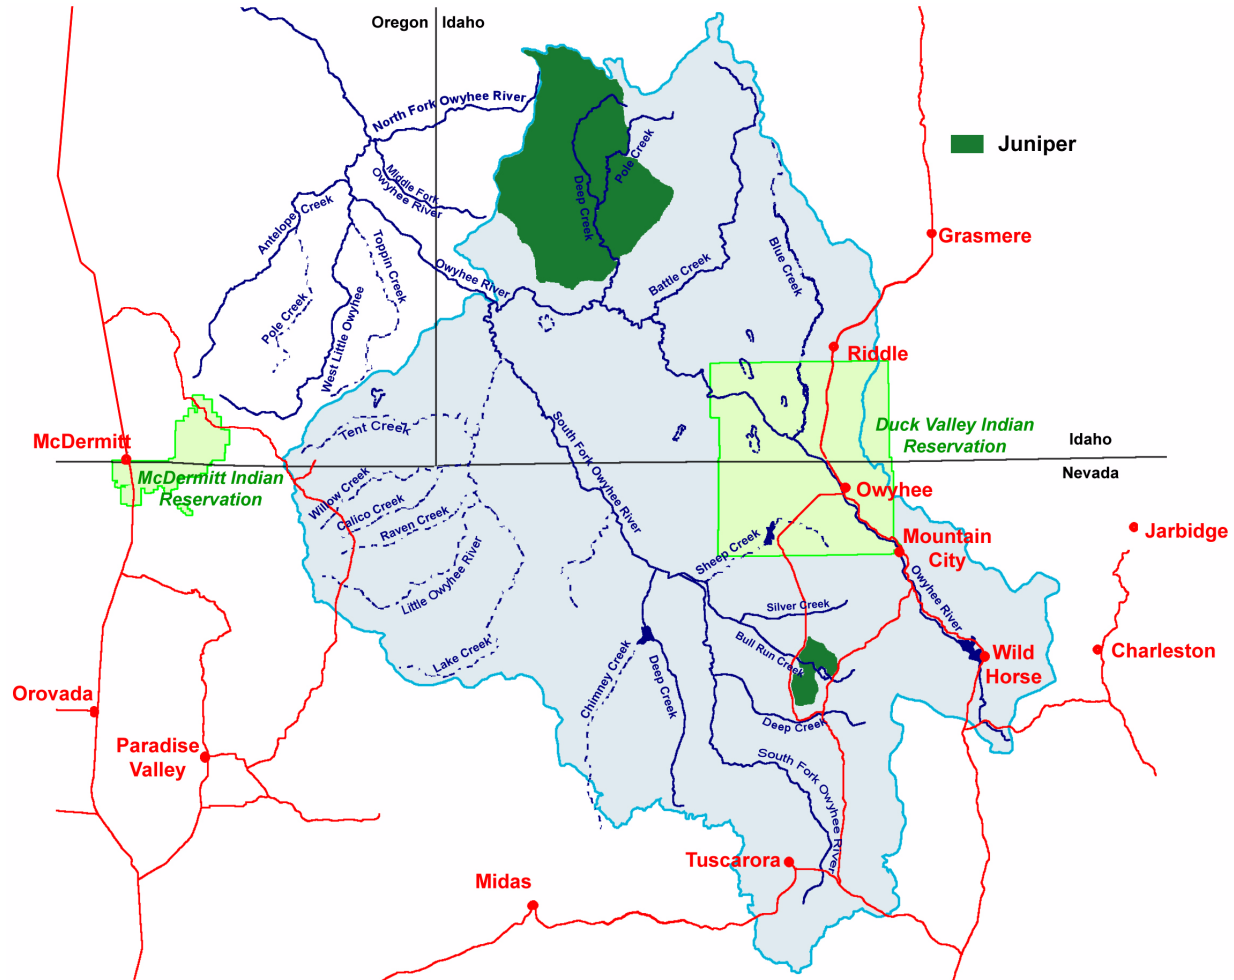 Oregon
Idaho
North Fork Owyhee River
Juniper
Pole Creek
Middle Fork
Owyhee River
Deep Creek
Antelope Creek
Grasmere
Toppin Creek
Owyhee River
Battle Creek
Blue Creek
Pole Creek
West Little Owyhee
Riddle
Tent Creek
South Fork Owyhee River
Duck Valley Indian
Reservation
McDermitt
Idaho
Nevada
McDermitt Indian
Reservation
Willow Creek
Calico Creek
Raven Creek
Owyhee
Jarbidge
Mountain
City
Sheep Creek
Little Owyhee River
Owyhee River
Silver Creek
Bull Run Creek
Lake Creek
Chimney Creek
Deep Creek
Wild
Horse
Charleston
Orovada
Deep Creek
Paradise
Valley
South Fork Owyhee River
Tuscarora
Midas